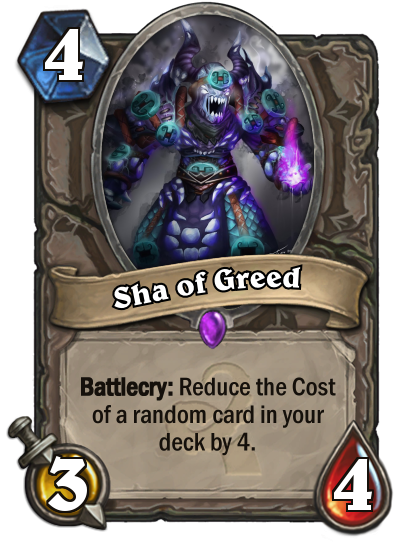 4
Sha of Greed
Battlecry: Reduce the Cost
of a random card in your
deck by 4.
3
4